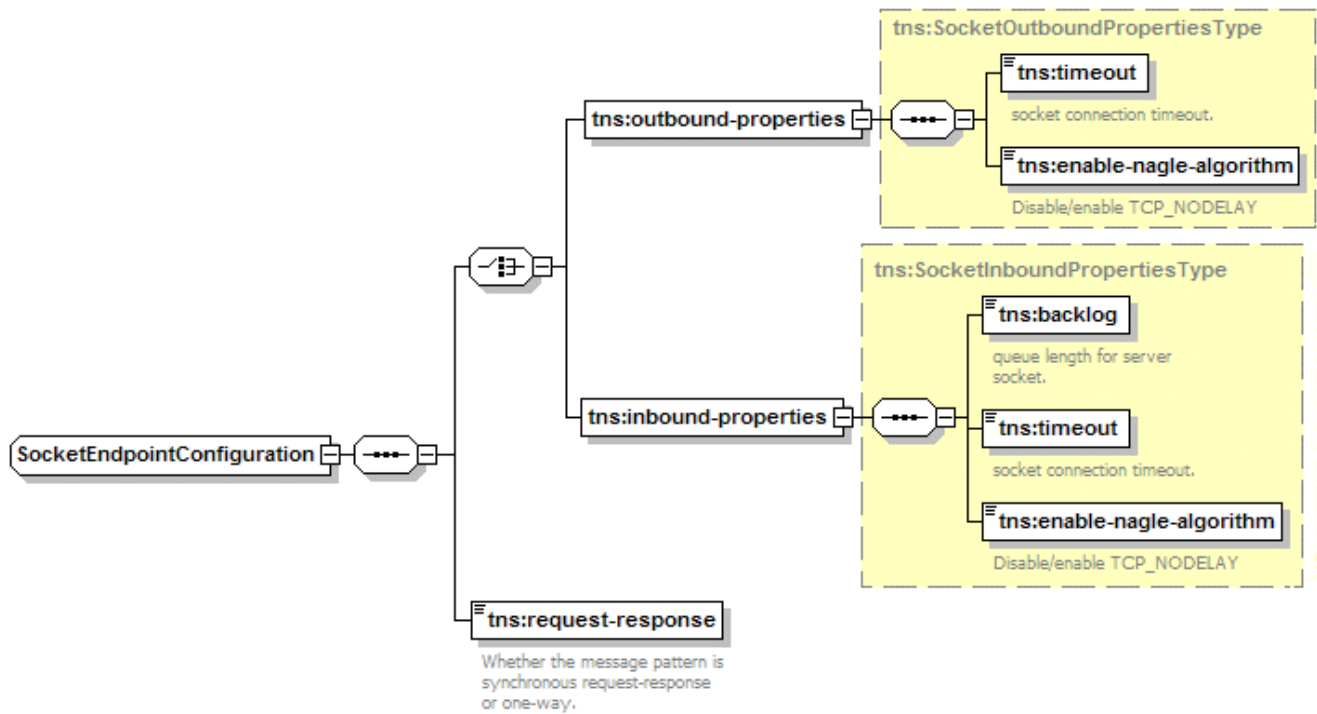 tns:SocketOutboundPropertiesType
tns:timeout
socket connection timeout.
tns:outbound-properties
tns:enable-nagle-algorithm
Disable/enable TCP_NODELAY
tns:SocketInboundPropertiesType
tns:backlog
queue length for server
socket.
tns:inbound-properties
tns:timeout
socket connection timeout.
SocketEndpointConfiguration
tns:enable-nagle-algorithm
Disable/enable TCP_NODELAY
tns:request-response
Whether the message pattern is
synchronous request-response
or one-way.